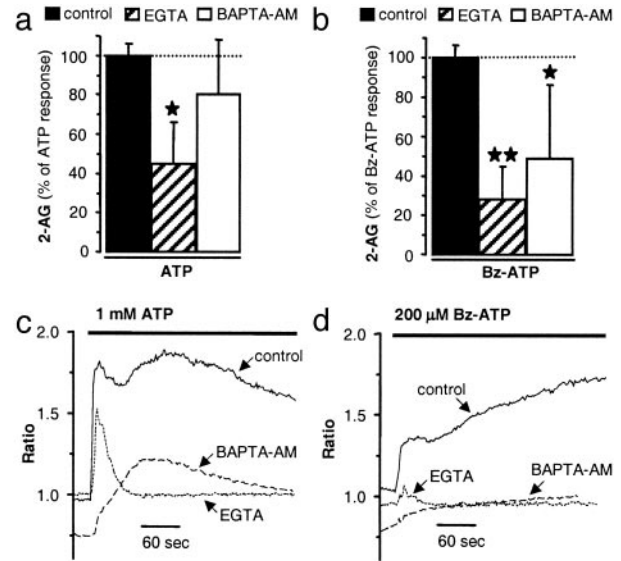 a
control EGTA BAPTA-AM
2-AG (% of ATP response)
100
80
60
40
20
0
★
ATP
b
control EGTA BAPTA-AM
2-AG (% of Bz-ATP response)
100
80
60
40
20
0
★★
★
Bz-ATP
c
1 mM ATP
Ratio
2.0
1.5
1.0
control
BAPTA-AM
EGTA
60 sec
d
200 µM Bz-ATP
Ratio
2.0
1.5
1.0
control
EGTA
BAPTA-AM
60 sec